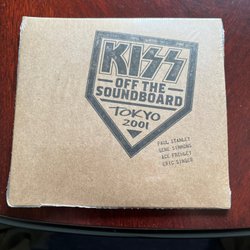 KISS
OFF THE
SOUNDBOARD
TOKYO
2001
PAUL STANLEY
GENE SIMMONS
ACE FREHLEY
ERIC SINGER